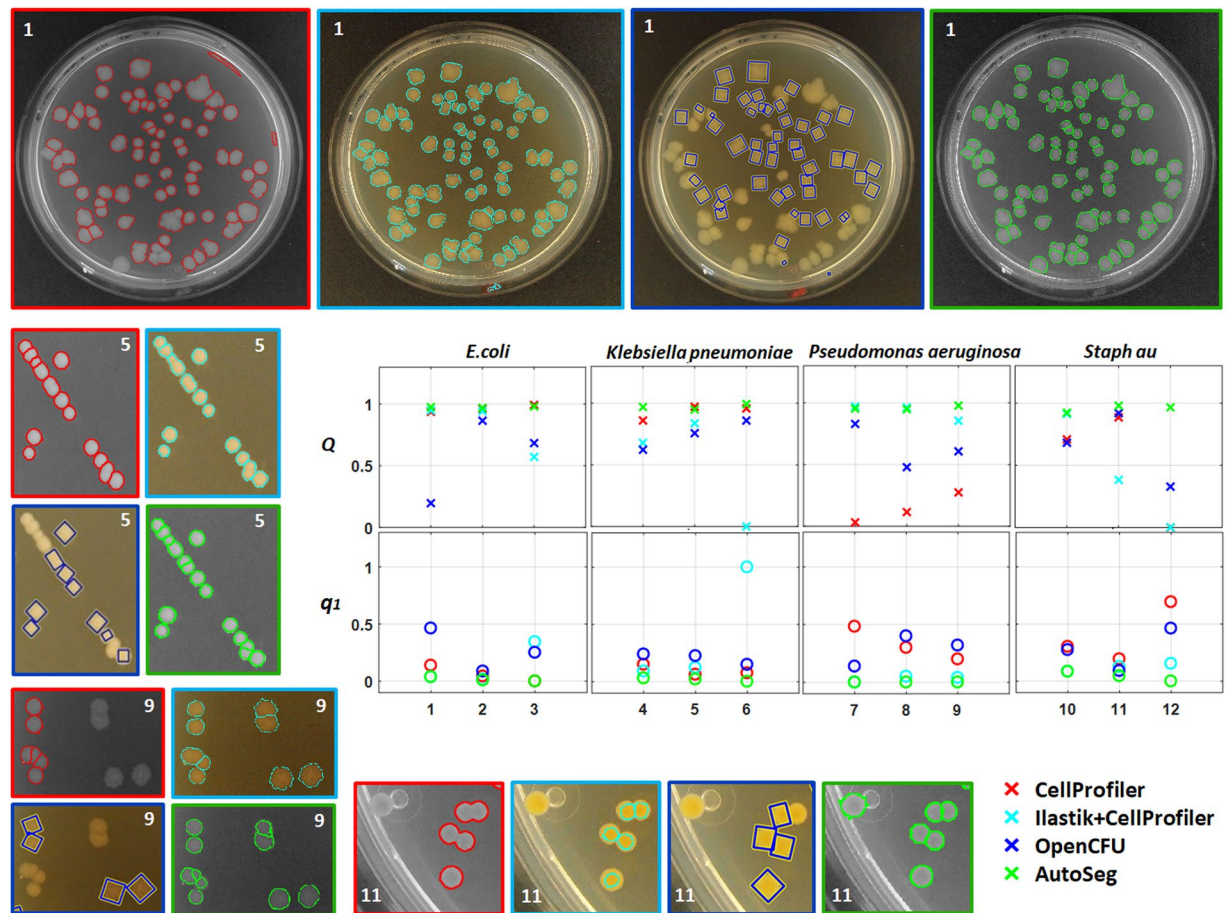 1 1 1 1
5 5
E.coli Klebsiella pneumoniae Pseudomonas aeruginosa Staph au
1
Q 0.5
0
5 5
1
q1 0.5
0
1 2 3 4 5 6 7 8 9 10 11 12
9 9
9 9
11 11 11 11
CellProfiler
Ilastik+CellProfiler
OpenCFU
AutoSeg